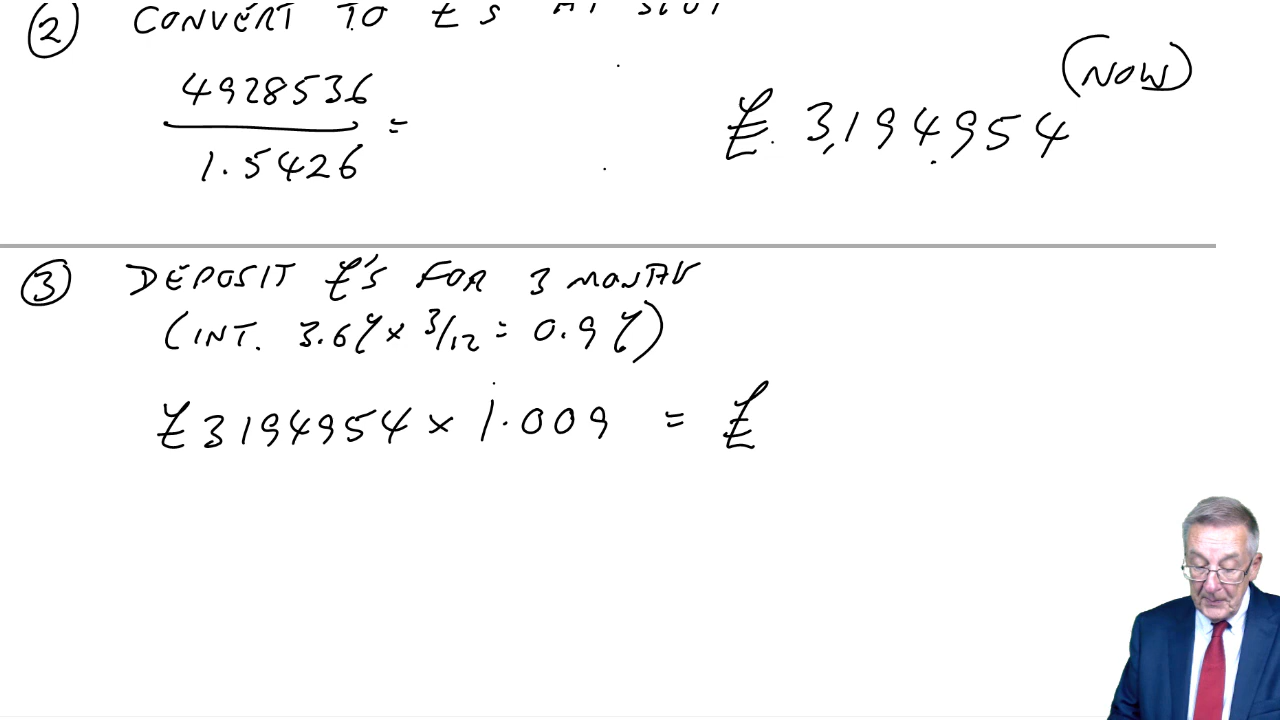 ② CONVERT TO £'S AT SPOT
4928536
1.5426 =
£ 3,194,954 (NOW)
③ DEPOSIT £'S FOR 3 MONTHS
(INT. 3.6% × 3/12 = 0.9%)
£3194954 × 1.009 = £